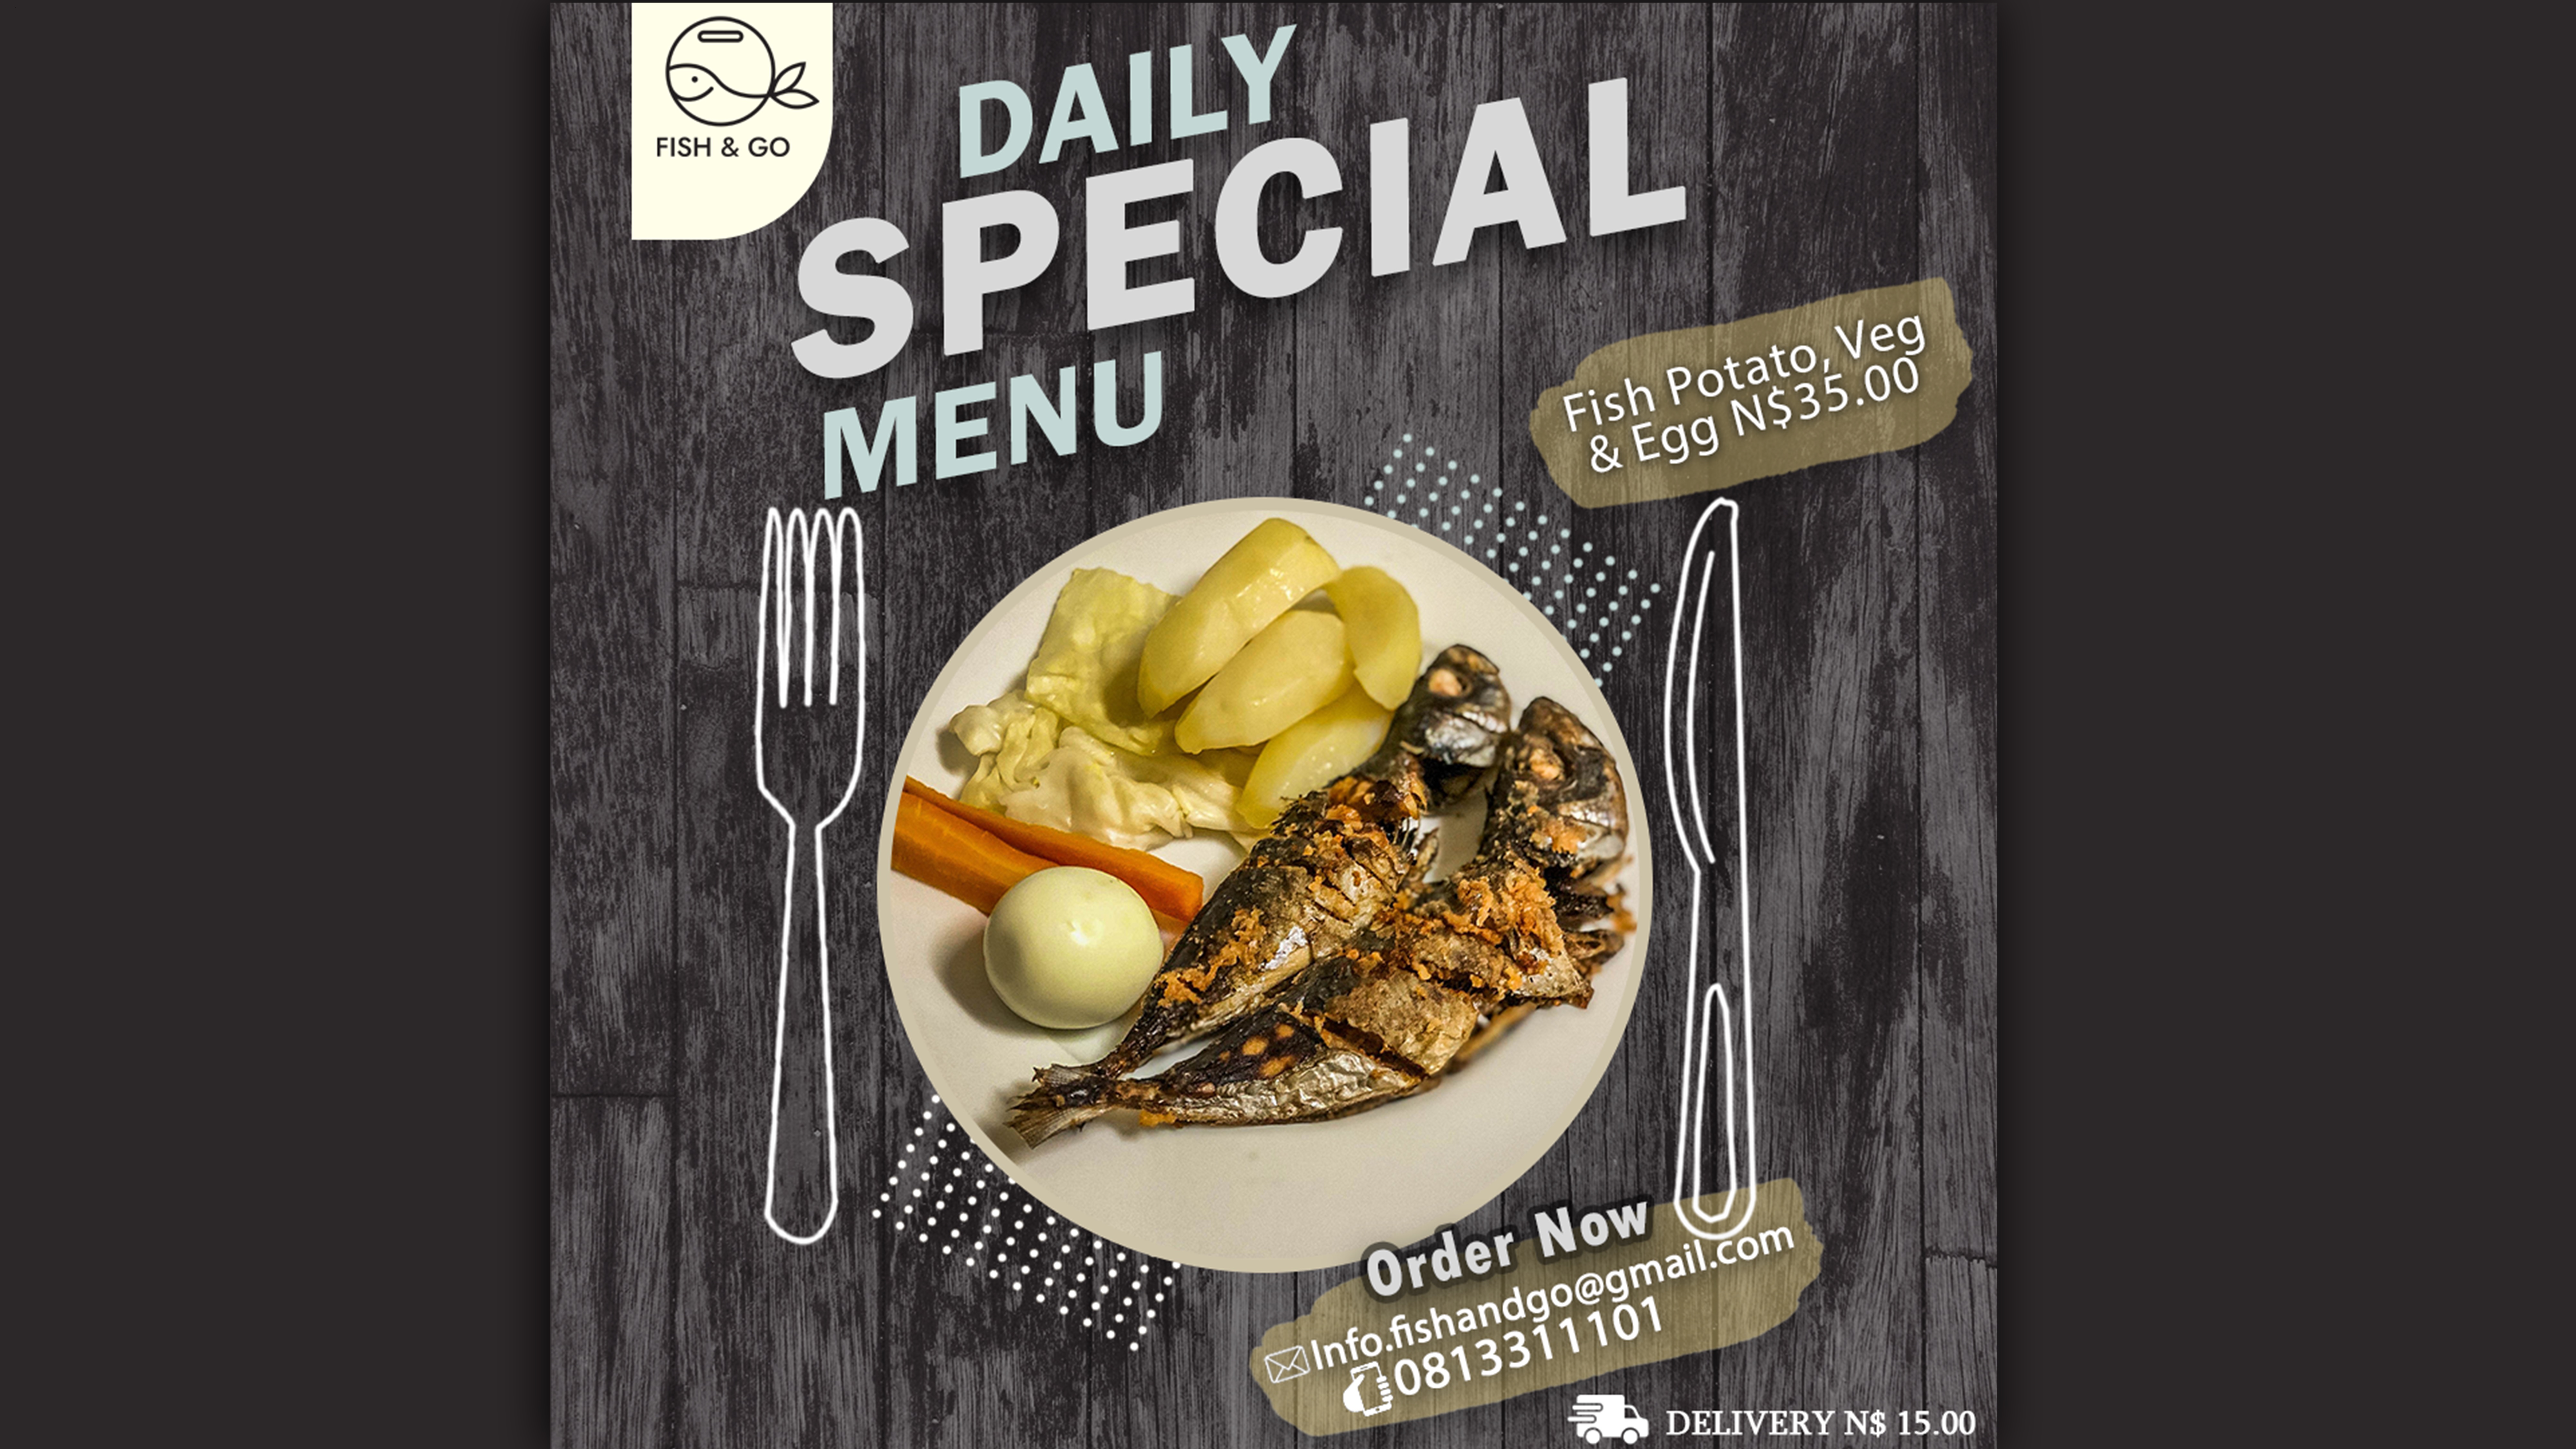 FISH & GO
DAILY
SPECIAL
MENU
Fish Potato, Veg
& Egg N$35.00
Order Now
Info.fishandgo@gmail.com
0813311101
DELIVERY N$ 15.00